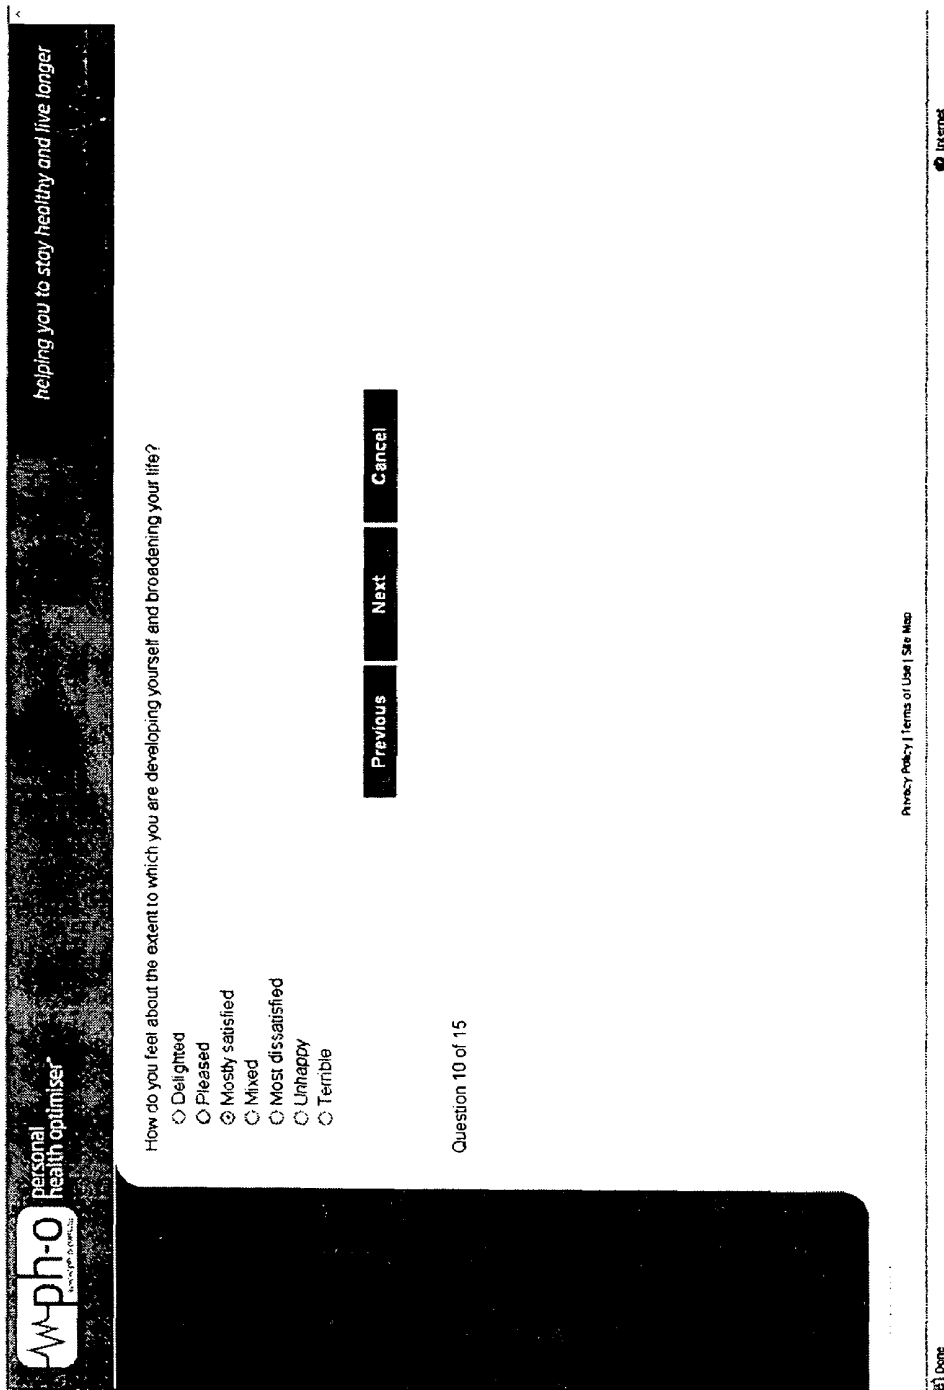 ph-o
personal
health optimiser
helping you to stay healthy and live longer
How do you feel about the extent to which you are developing yourself and broadening your life?
Delighted
Pleased
Mostly satisfied
Mixed
Most dissatisfied
Unhappy
Terrible
Previous Next Cancel
Question 10 of 15
Privacy Policy | Terms of Use | Site Map
Done Internet